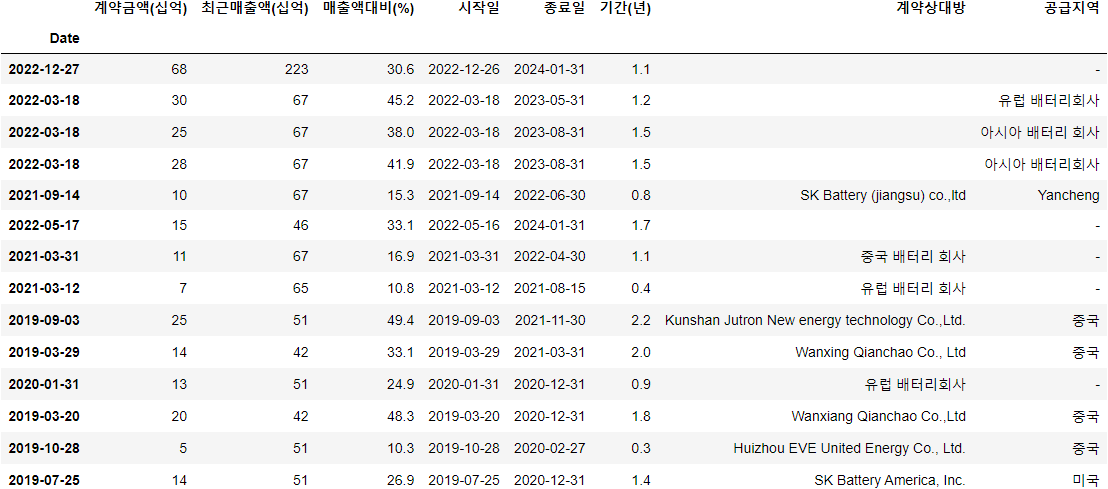 계약금액(십억) 최근매출액(십억) 매출액대비(%) 시작일 종료일 기간(년) 계약상대방 공급지역
Date
2022-12-27 68 223 30.6 2022-12-26 2024-01-31 1.1 -
2022-03-18 30 67 45.2 2022-03-18 2023-05-31 1.2 유럽 배터리회사
2022-03-18 25 67 38.0 2022-03-18 2023-08-31 1.5 아시아 배터리 회사
2022-03-18 28 67 41.9 2022-03-18 2023-08-31 1.5 아시아 배터리회사
2021-09-14 10 67 15.3 2021-09-14 2022-06-30 0.8 SK Battery (jiangsu) co.,ltd Yancheng
2022-05-17 15 46 33.1 2022-05-16 2024-01-31 1.7 -
2021-03-31 11 67 16.9 2021-03-31 2022-04-30 1.1 중국 배터리 회사 -
2021-03-12 7 65 10.8 2021-03-12 2021-08-15 0.4 유럽 배터리 회사 -
2019-09-03 25 51 49.4 2019-09-03 2021-11-30 2.2 Kunshan Jutron New energy technology Co.,Ltd. 중국
2019-03-29 14 42 33.1 2019-03-29 2021-03-31 2.0 Wanxing Qianchao Co., Ltd 중국
2020-01-31 13 51 24.9 2020-01-31 2020-12-31 0.9 유럽 배터리회사 -
2019-03-20 20 42 48.3 2019-03-20 2020-12-31 1.8 Wanxiang Qianchao Co.,Ltd 중국
2019-10-28 5 51 10.3 2019-10-28 2020-02-27 0.3 Huizhou EVE United Energy Co., Ltd. 중국
2019-07-25 14 51 26.9 2019-07-25 2020-12-31 1.4 SK Battery America, Inc. 미국